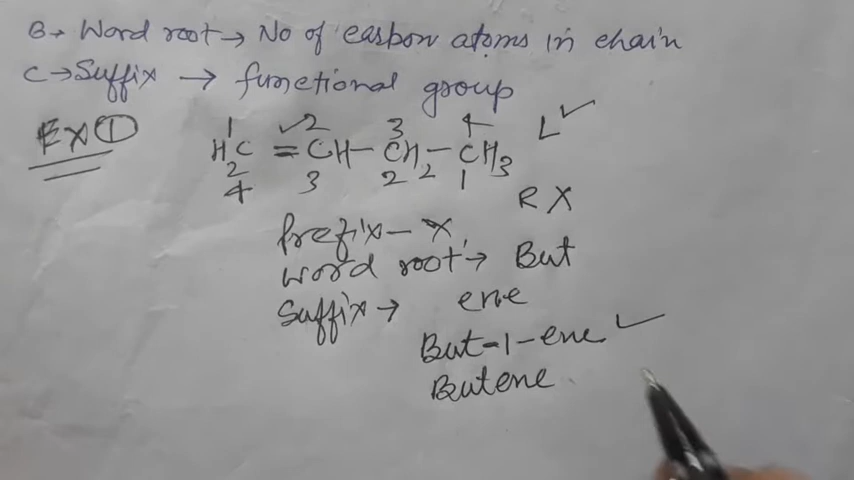 B→ Word root → No of carbon atoms in chain
C→ Suffix → functional group
Ex ①
1 ✓2 3 4 L ✓
H₂C = CH - CH₂ - CH₃
4 3 2 1
R X
Prefix - X
word root → But
Suffix → ene
But-1-ene ✓
Butene